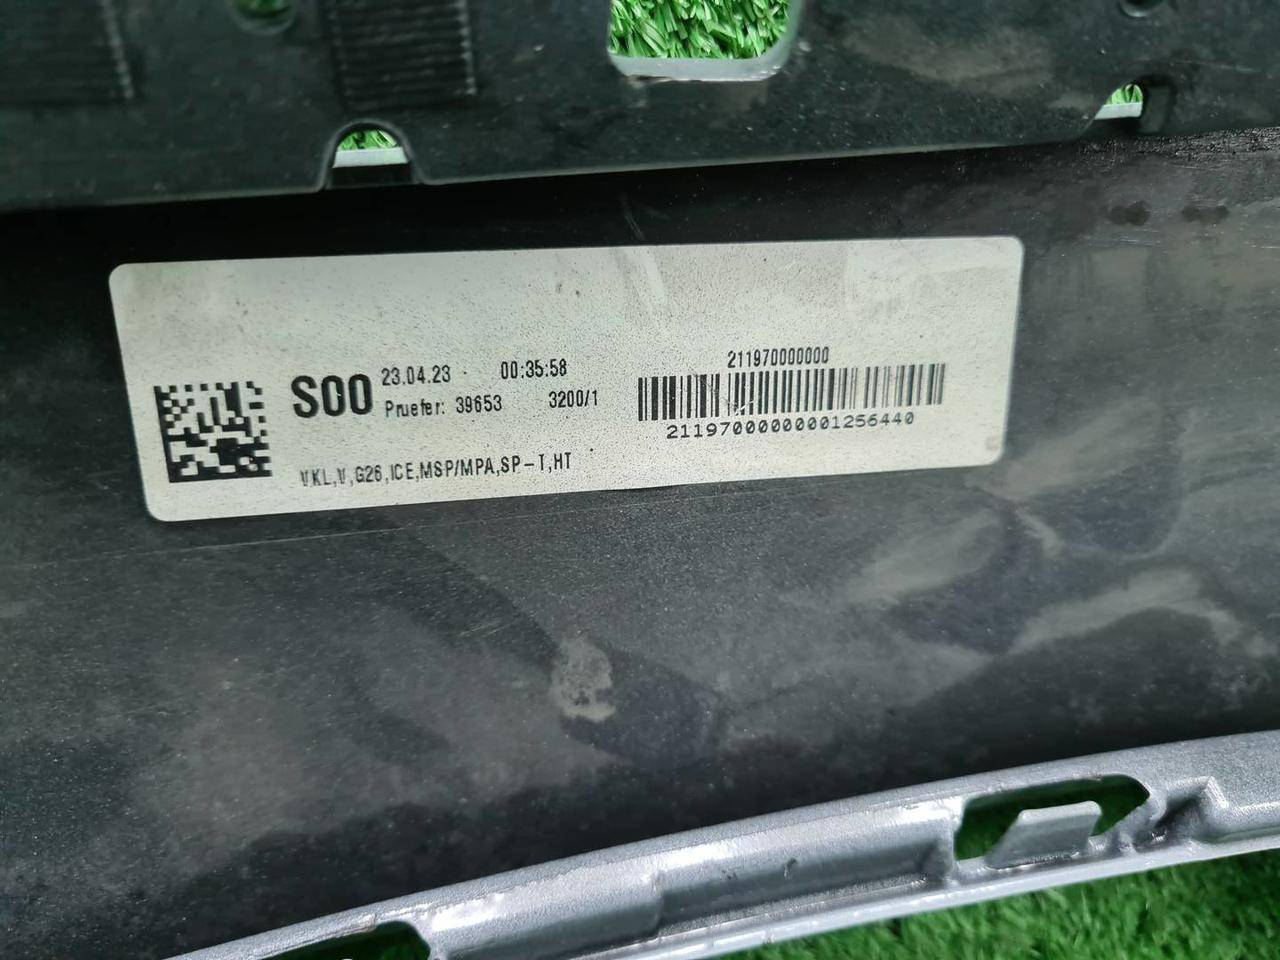 S00
23.04.23 00:35:58
Pruefer: 39653 3200/1
VKL,V,G26,ICE,MSP/MPA,SP-T,HT
211970000000
21197000000001256440